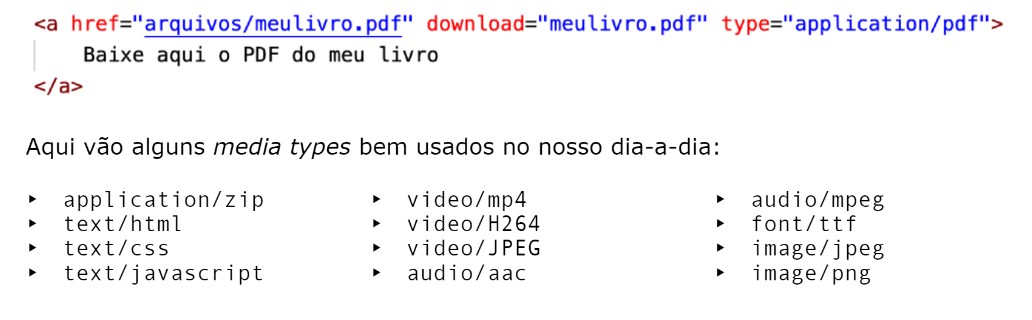 <a href="arquivos/meulivro.pdf" download="meulivro.pdf" type="application/pdf">
Baixe aqui o PDF do meu livro
</a>
Aqui vão alguns media types bem usados no nosso dia-a-dia:
‣ application/zip
‣ text/html
‣ text/css
‣ text/javascript
‣ video/mp4
‣ video/H264
‣ video/JPEG
‣ audio/aac
‣ audio/mpeg
‣ font/ttf
‣ image/jpeg
‣ image/png